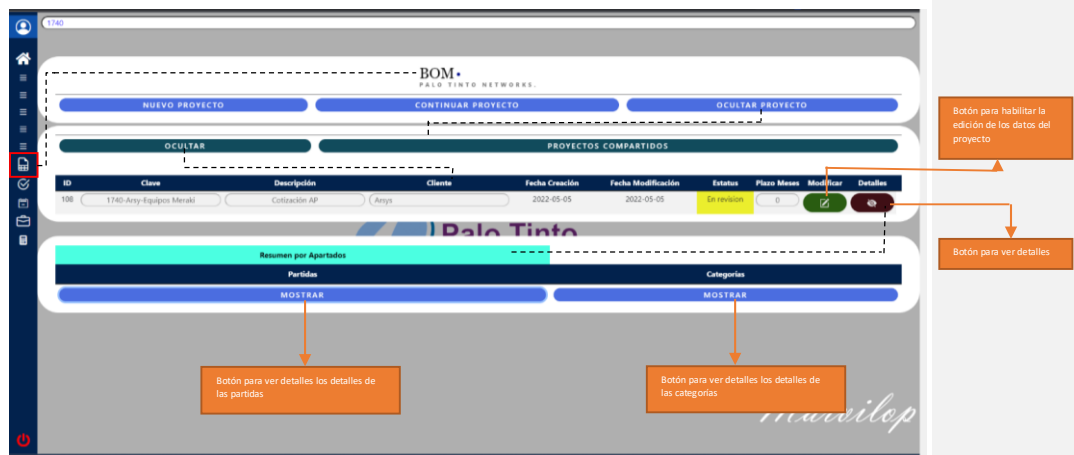 1740
BOM
PALO TINTO NETWORKS.
NUEVO PROYECTO CONTINUAR PROYECTO OCULTAR PROYECTO
OCULTAR PROYECTOS COMPARTIDOS
ID Clave Descripción Cliente Fecha Creación Fecha Modificación Estatus Plazo Meses Modificar Detalles
108 1740-Arsy-Equipos Meraki Cotización AP Arsys 2022-05-05 2022-05-05 En revision 0
Palo Tinto
Resumen por Apartados
Partidas Categorías
MOSTRAR MOSTRAR
Botón para habilitar la
edición de los datos del
proyecto
Botón para ver detalles
Botón para ver detalles los detalles de
las partidas
Botón para ver detalles los detalles de
las categorías